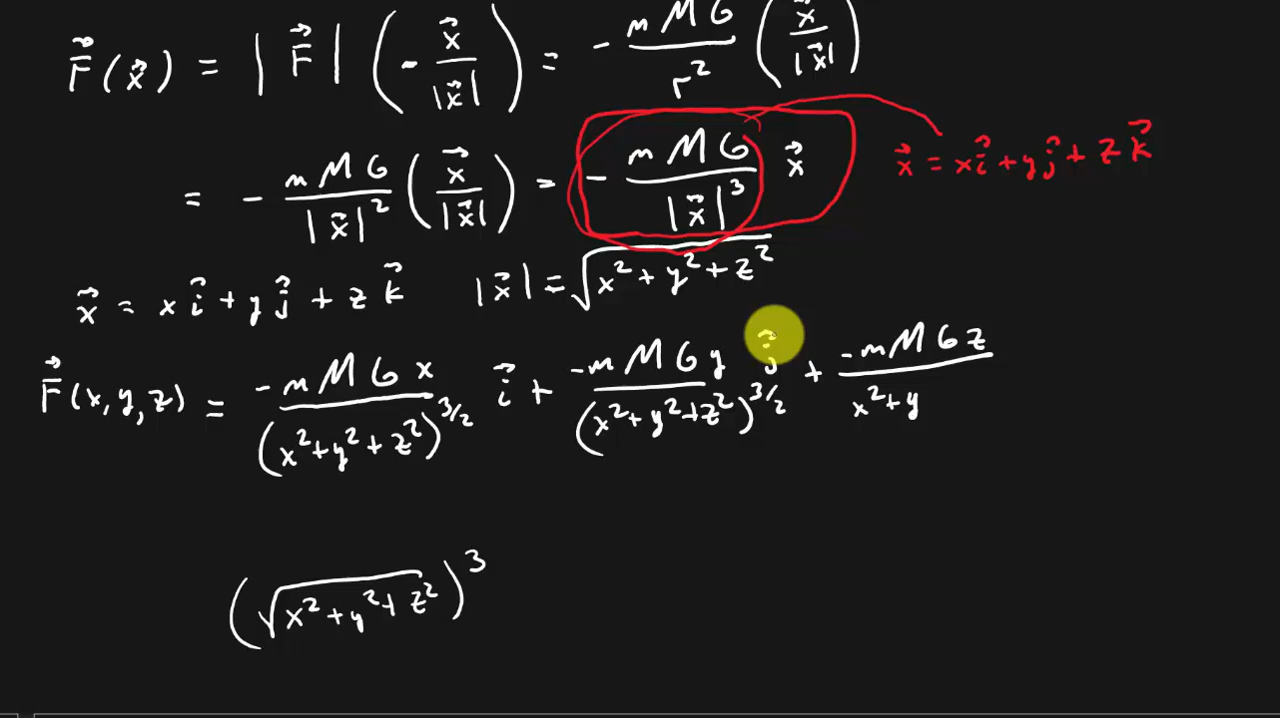 F⃗(x⃗) = |F⃗| (- x⃗/|x⃗|) = - mMG/r² (x⃗/|x⃗|)
= - mMG/|x⃗|² (x⃗/|x⃗|) = - mMG/|x⃗|³ x⃗
x⃗ = xi⃗ + yj⃗ + zk⃗
x⃗ = xi⃗ + yj⃗ + zk⃗ |x⃗| = √(x² + y² + z²)
F⃗(x,y,z) = -mMGx/(x²+y²+z²)^(3/2) i⃗ + -mMGy/(x²+y²+z²)^(3/2) j⃗ + -mMGz/x²+y
(√(x²+y²+z²))³